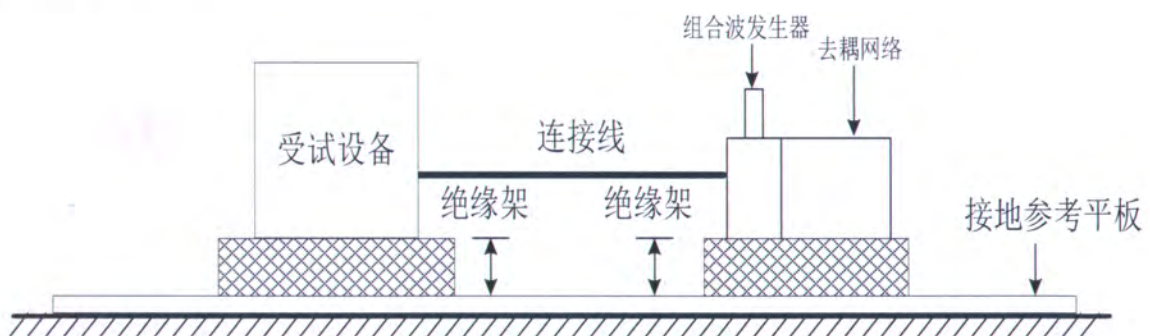 组合波发生器
去耦网络
受试设备
连接线
绝缘架
绝缘架
接地参考平板